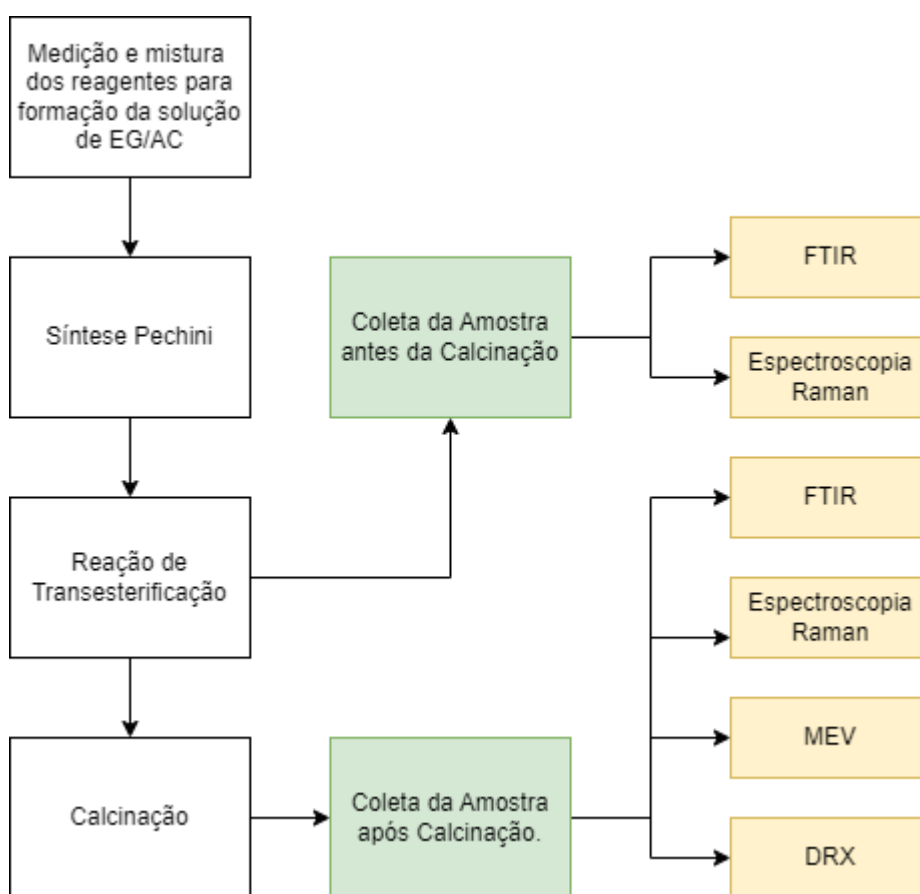 Medição e mistura
dos reagentes para
formação da solução
de EG/AC
Síntese Pechini
Reação de
Transesterificação
Calcinação
Coleta da Amostra
antes da Calcinação
Coleta da Amostra
após Calcinação.
FTIR
Espectroscopia
Raman
FTIR
Espectroscopia
Raman
MEV
DRX